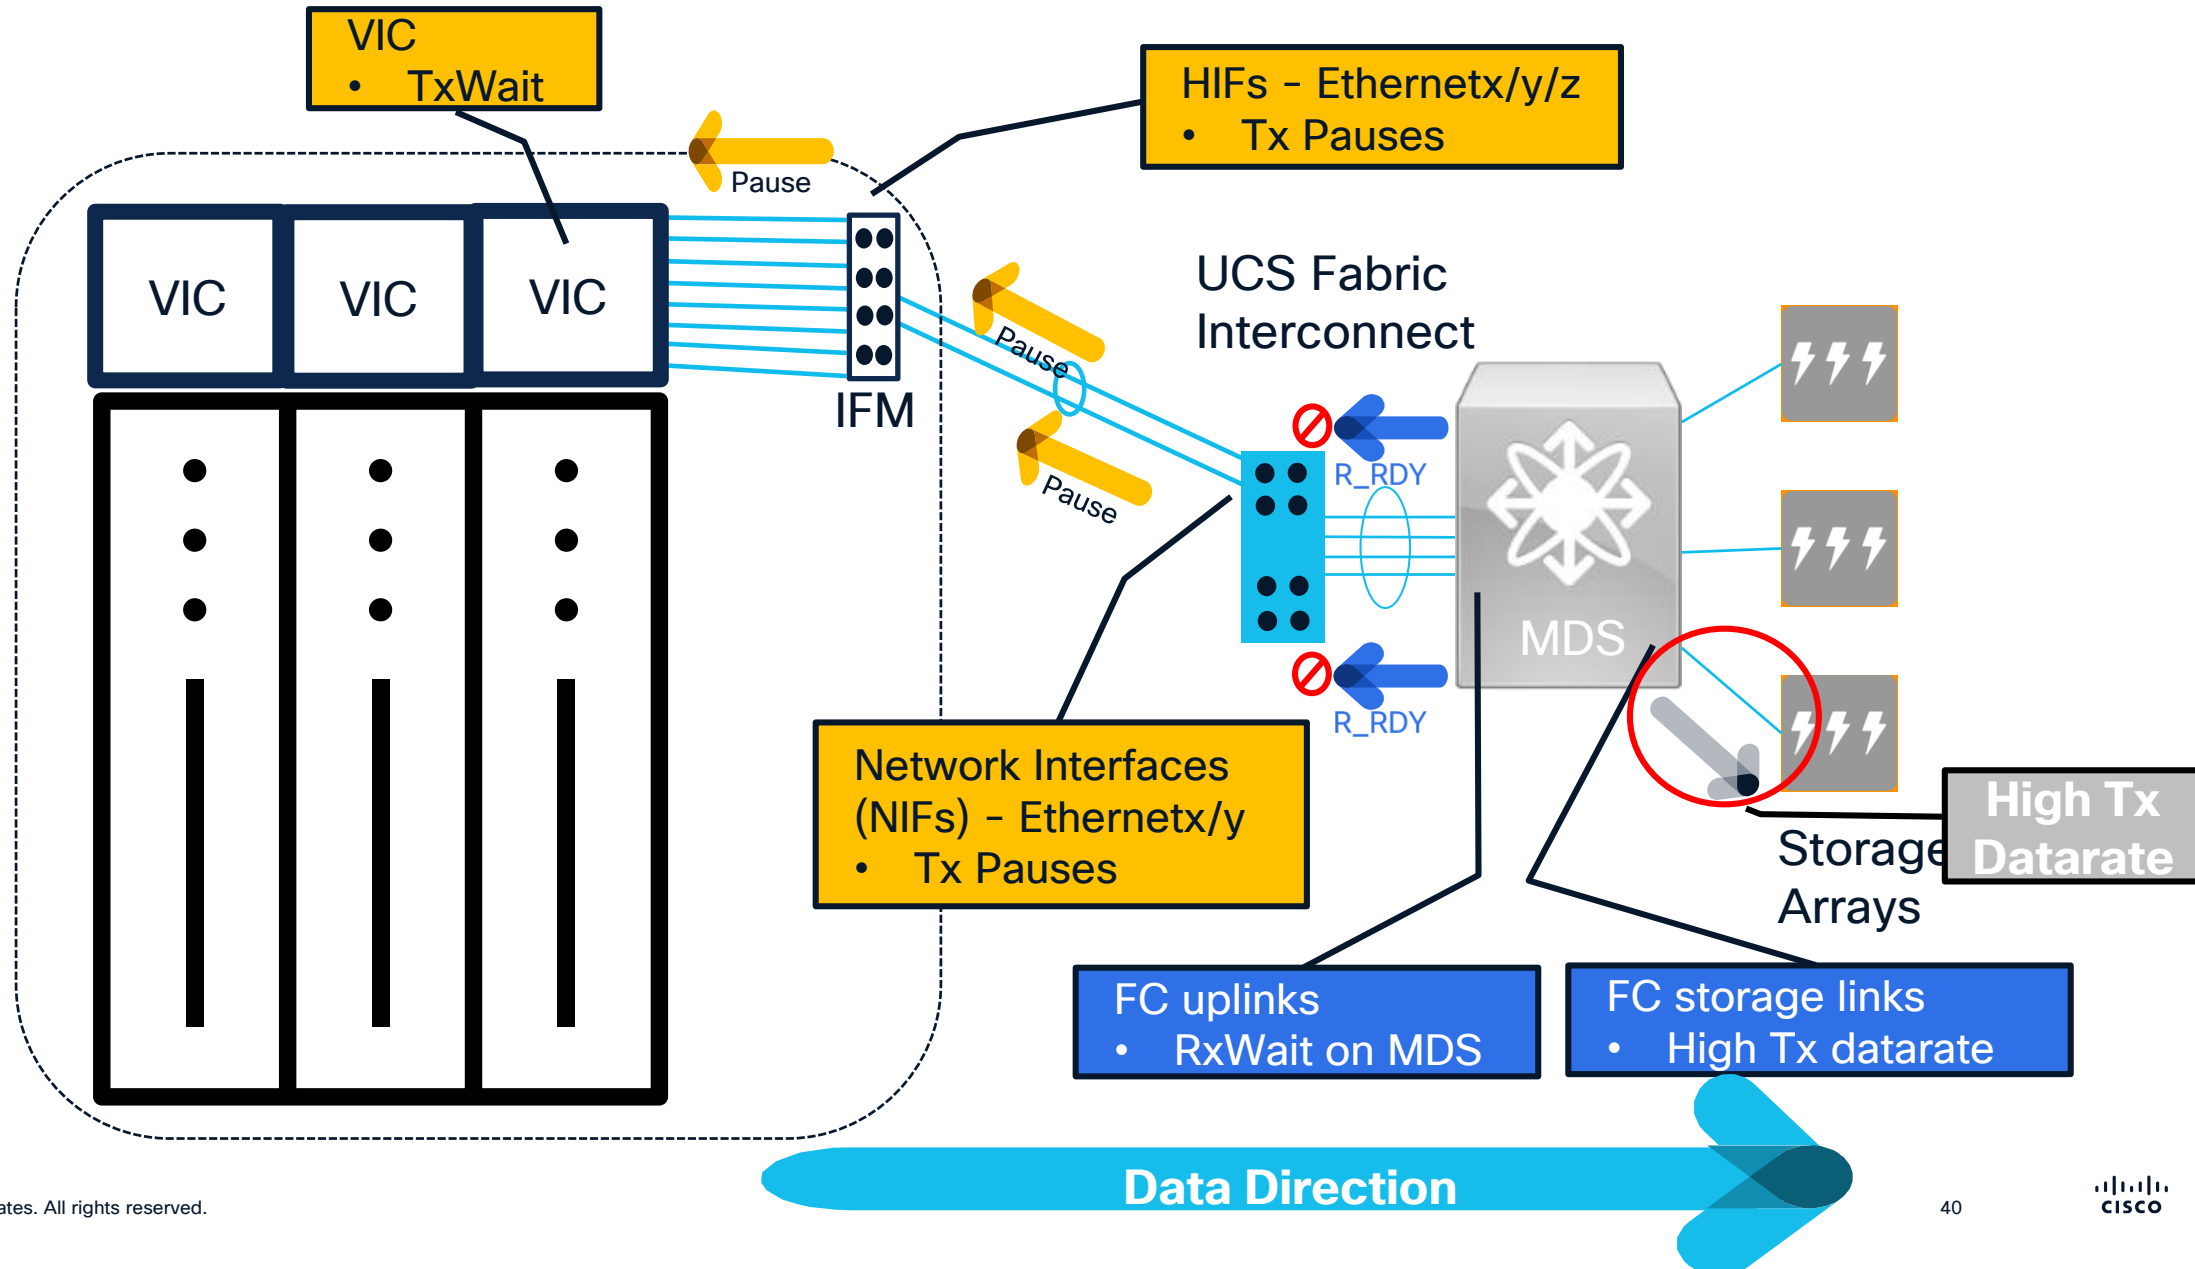 VIC
• TxWait
HIFs - Ethernetx/y/z
• Tx Pauses
Pause
VIC
VIC
VIC
IFM
Pause
Pause
UCS Fabric
Interconnect
R_RDY
MDS
R_RDY
Network Interfaces
(NIFs) - Ethernetx/y
• Tx Pauses
High Tx
Datarate
Storage
Arrays
FC uplinks
• RxWait on MDS
FC storage links
• High Tx datarate
Data Direction
ates. All rights reserved.
40
CISCO